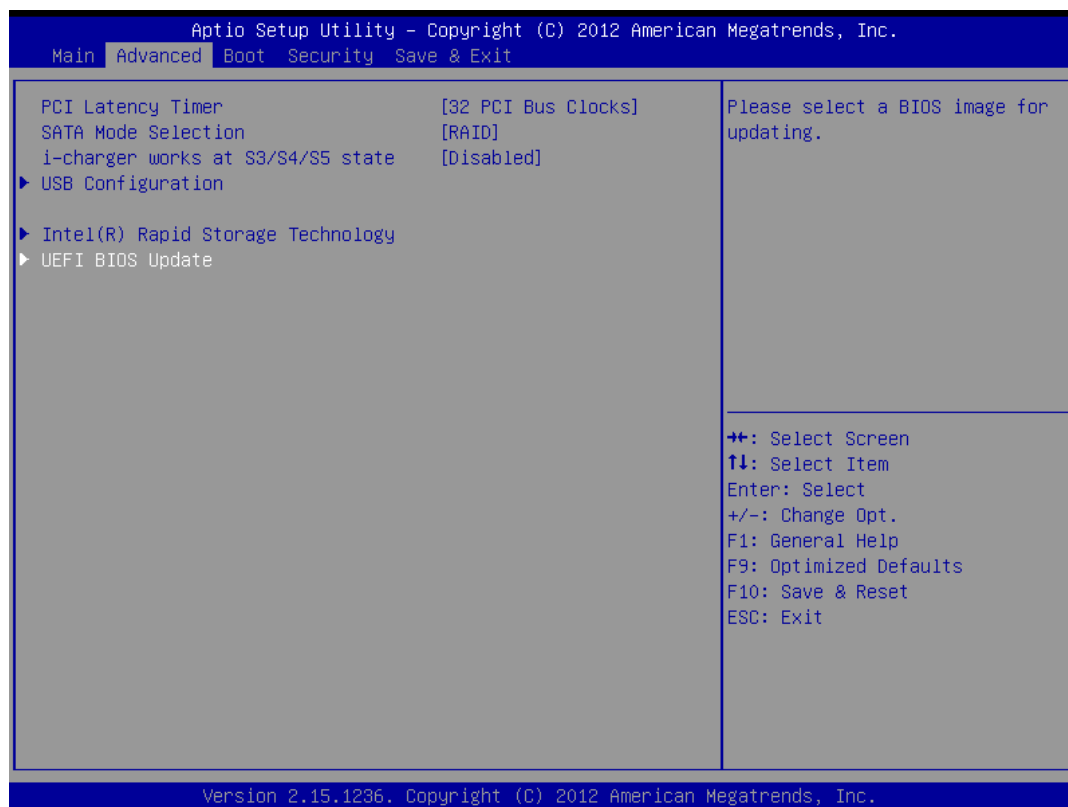 Aptio Setup Utility – Copyright (C) 2012 American Megatrends, Inc.
Main Advanced Boot Security Save & Exit
PCI Latency Timer [32 PCI Bus Clocks]
SATA Mode Selection [RAID]
i-charger works at S3/S4/S5 state [Disabled]
▶ USB Configuration
▶ Intel(R) Rapid Storage Technology
▶ UEFI BIOS Update
Please select a BIOS image for
updating.
→←: Select Screen
↑↓: Select Item
Enter: Select
+/-: Change Opt.
F1: General Help
F9: Optimized Defaults
F10: Save & Reset
ESC: Exit
Version 2.15.1236. Copyright (C) 2012 American Megatrends, Inc.